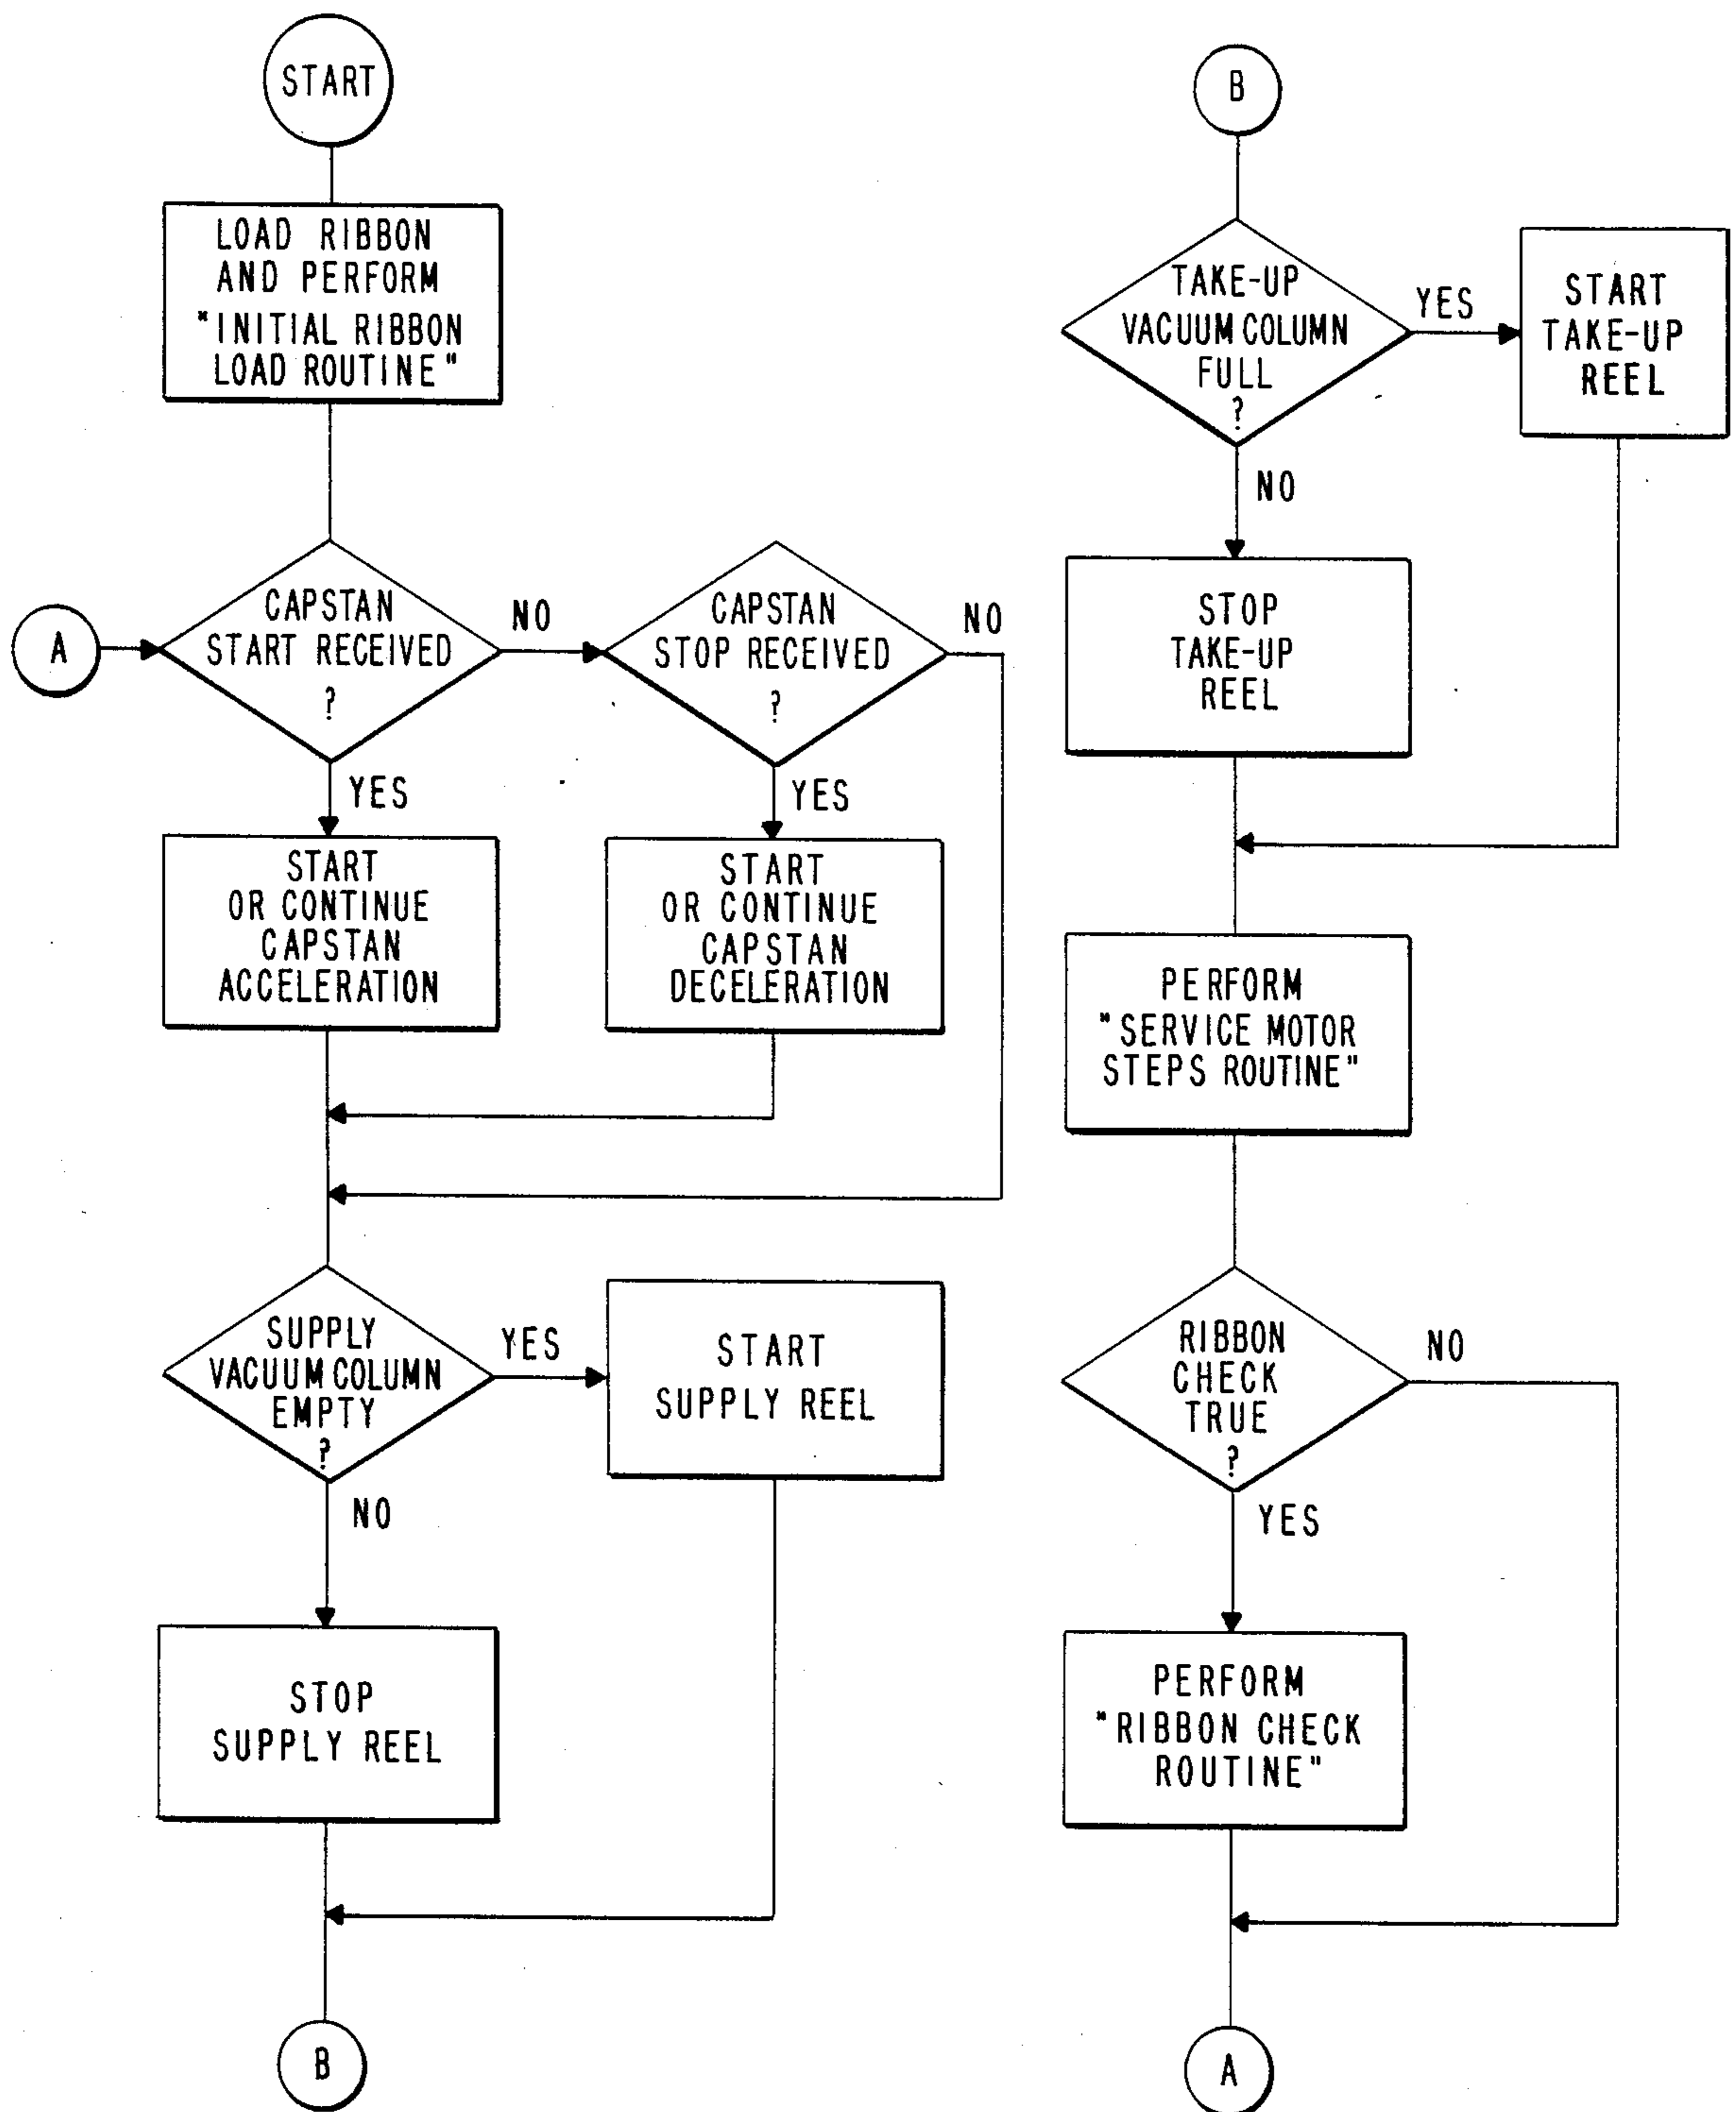 START
LOAD RIBBON
AND PERFORM
"INITIAL RIBBON
LOAD ROUTINE"
A
CAPSTAN
START RECEIVED
?
NO
CAPSTAN
STOP RECEIVED
?
NO
YES
YES
START
OR CONTINUE
CAPSTAN
ACCELERATION
START
OR CONTINUE
CAPSTAN
DECELERATION
SUPPLY
VACUUM COLUMN
EMPTY
?
YES
START
SUPPLY REEL
NO
STOP
SUPPLY REEL
B
B
TAKE-UP
VACUUM COLUMN
FULL
?
YES
START
TAKE-UP
REEL
NO
STOP
TAKE-UP
REEL
PERFORM
"SERVICE MOTOR
STEPS ROUTINE"
RIBBON
CHECK
TRUE
?
NO
YES
PERFORM
"RIBBON CHECK
ROUTINE"
A